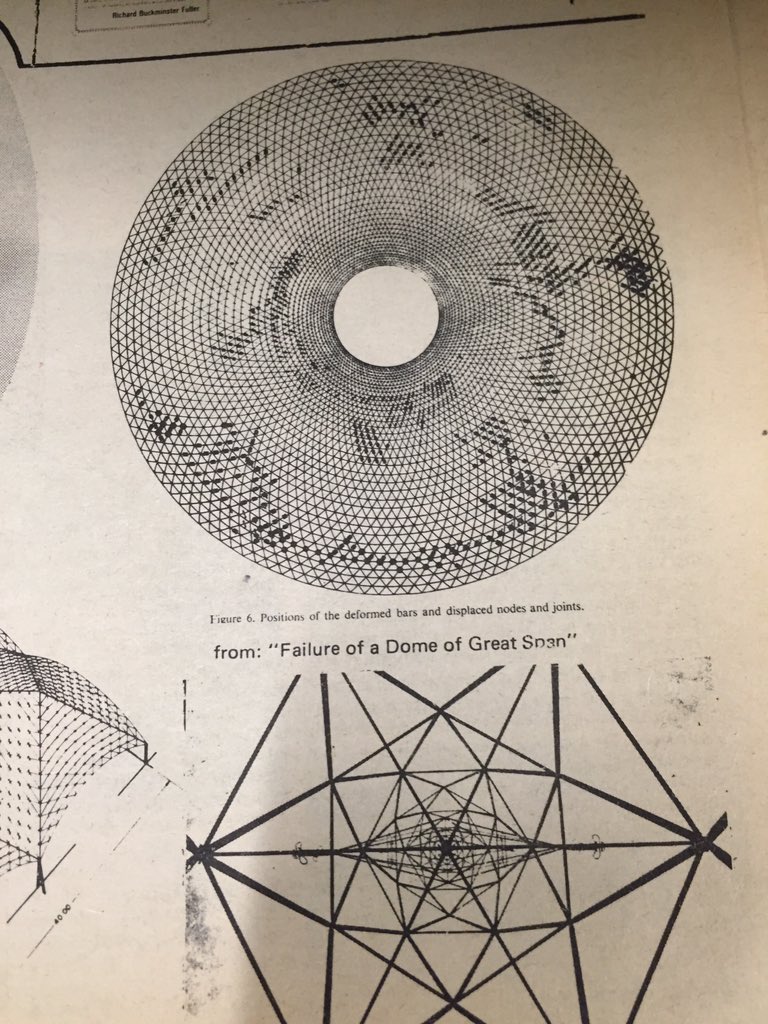 Richard Buckminster Fuller
Figure 6. Positions of the deformed bars and displaced nodes and joints.
from: "Failure of a Dome of Great Span"
40 00